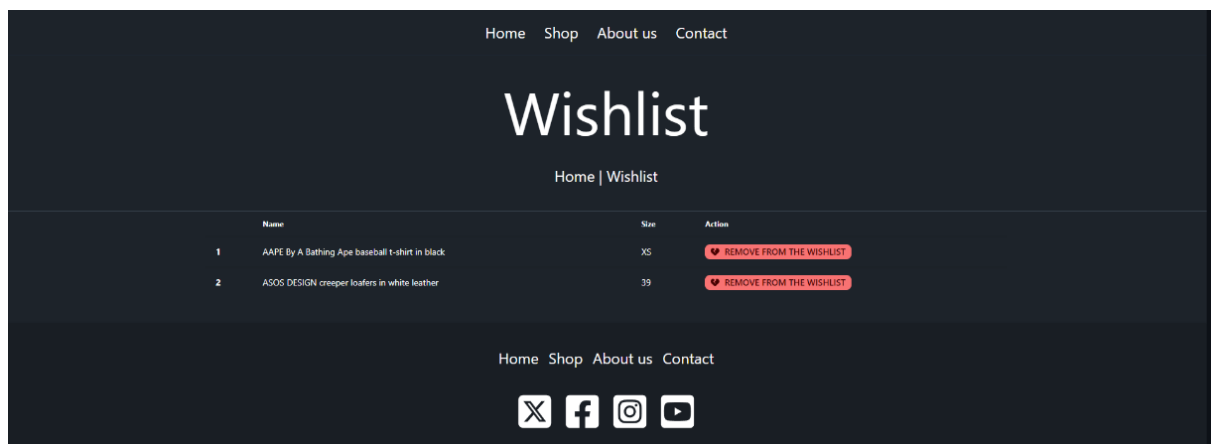 Home Shop About us Contact
Wishlist
Home | Wishlist
Name Size Action
1 AAPE By A Bathing Ape baseball t-shirt in black XS REMOVE FROM THE WISHLIST
2 ASOS DESIGN creeper loafers in white leather 39 REMOVE FROM THE WISHLIST
Home Shop About us Contact